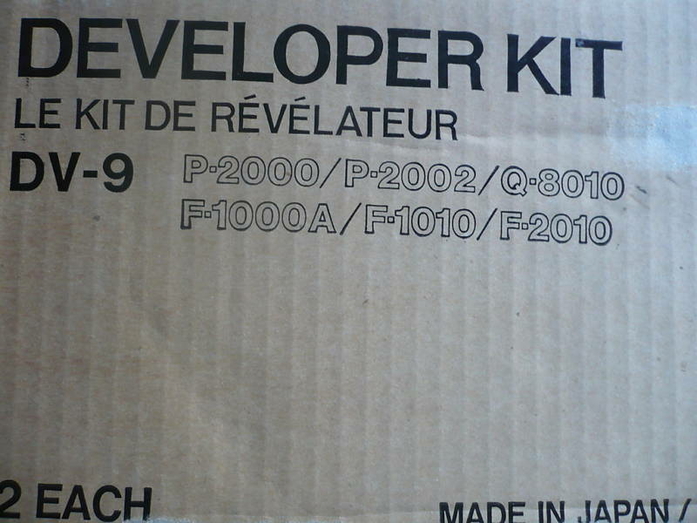 DEVELOPER KIT
LE KIT DE RÉVÉLATEUR
DV-9 P-2000/P-2002/Q-8010
F-1000A/F-1010/F-2010
2 EACH
MADE IN JAPAN /